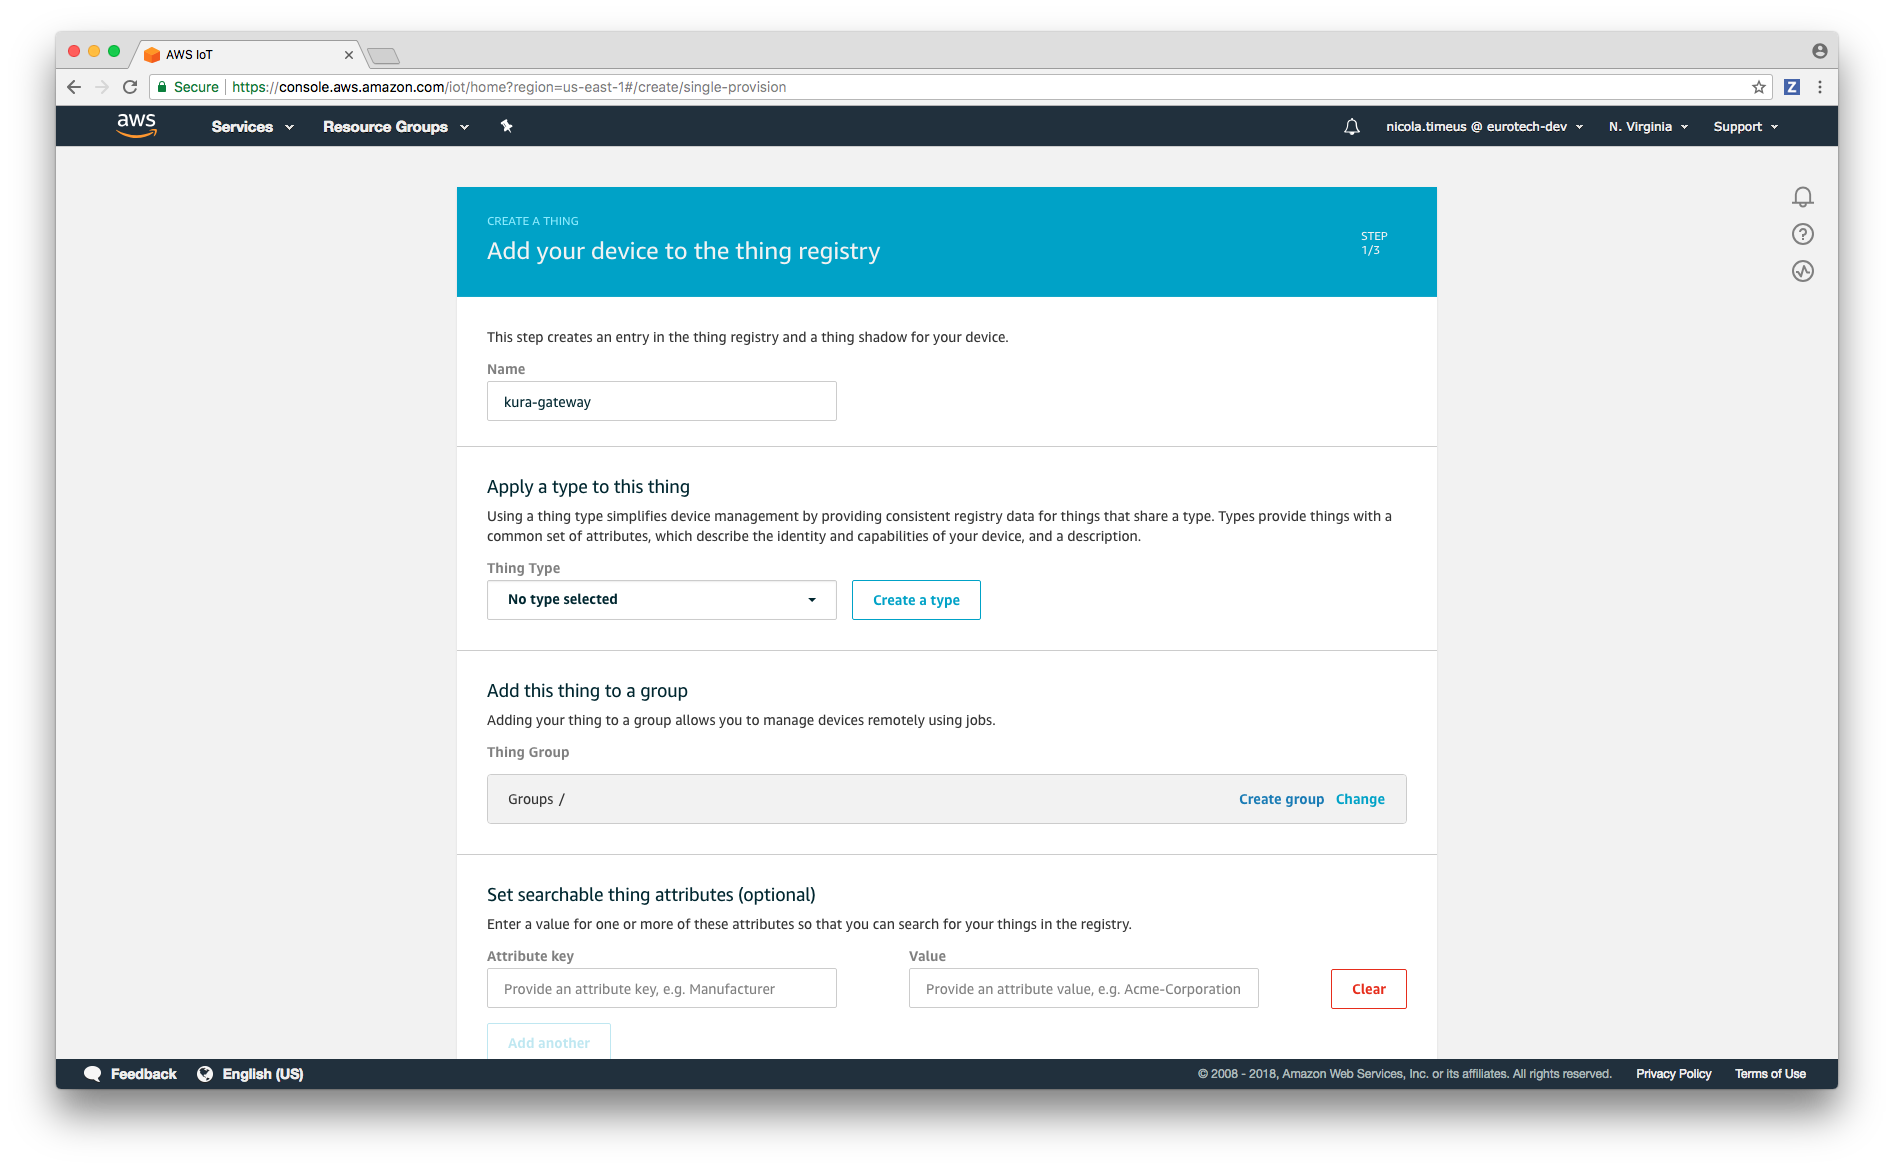 AWS IoT
Secure https://console.aws.amazon.com/iot/home?region=us-east-1#/create/single-provision
Z
aws Services Resource Groups nicola.timeus @ eurotech-dev N. Virginia Support
CREATE A THING
Add your device to the thing registry
STEP
1/3
This step creates an entry in the thing registry and a thing shadow for your device.
Name
kura-gateway
Apply a type to this thing
Using a thing type simplifies device management by providing consistent registry data for things that share a type. Types provide things with a
common set of attributes, which describe the identity and capabilities of your device, and a description.
Thing Type
No type selected Create a type
Add this thing to a group
Adding your thing to a group allows you to manage devices remotely using jobs.
Thing Group
Groups / Create group Change
Set searchable thing attributes (optional)
Enter a value for one or more of these attributes so that you can search for your things in the registry.
Attribute key Value
Provide an attribute key, e.g. Manufacturer Provide an attribute value, e.g. Acme-Corporation Clear
Add another
Feedback English (US) © 2008 - 2018, Amazon Web Services, Inc. or its affiliates. All rights reserved. Privacy Policy Terms of Use